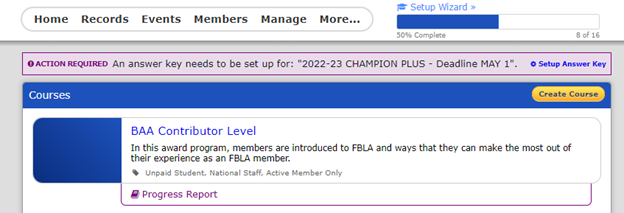 Home Records Events Members Manage More...
Setup Wizard »
50% Complete 8 of 16
ACTION REQUIRED An answer key needs to be set up for: "2022-23 CHAMPION PLUS - Deadline MAY 1". Setup Answer Key
Courses Create Course
BAA Contributor Level
In this award program, members are introduced to FBLA and ways that they can make the most out of
their experience as an FBLA member.
Unpaid Student, National Staff, Active Member Only
Progress Report